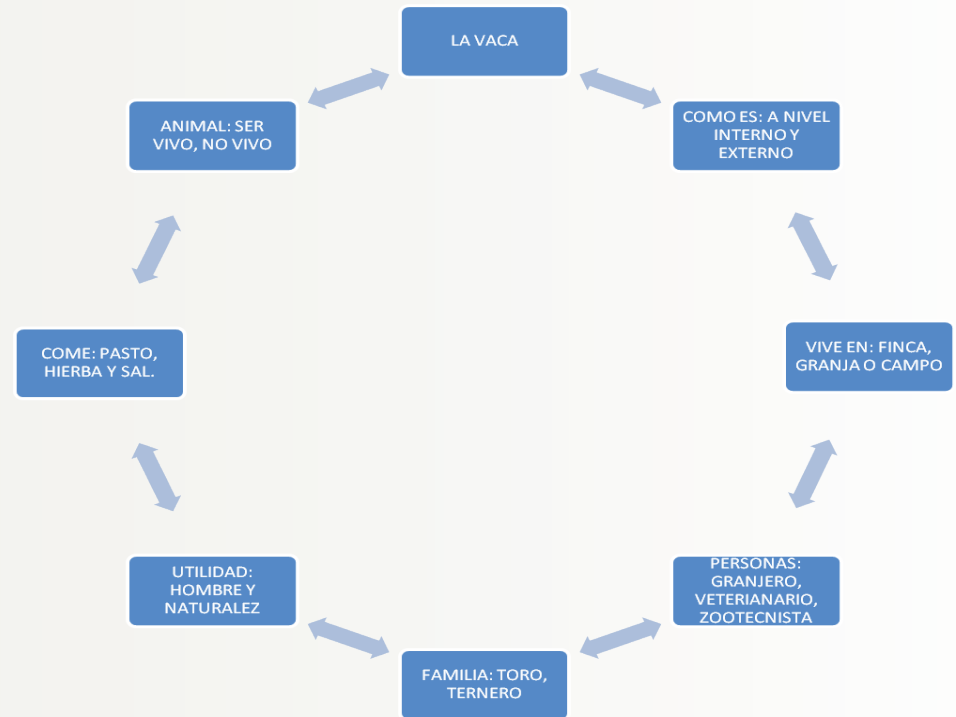 LA VACA
COMO ES: A NIVEL
INTERNO Y
EXTERNO
VIVE EN: FINCA,
GRANJA O CAMPO
PERSONAS:
GRANJERO,
VETERIANARIO,
ZOOTECNISTA
FAMILIA: TORO,
TERNERO
UTILIDAD:
HOMBRE Y
NATURALEZ
COME: PASTO,
HIERBA Y SAL.
ANIMAL: SER
VIVO, NO VIVO